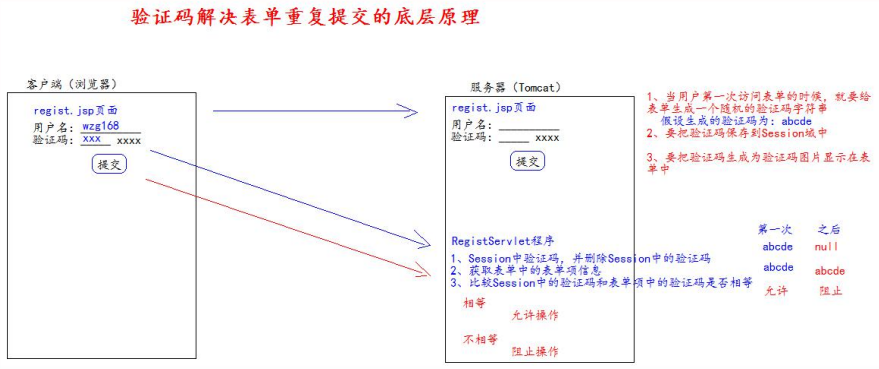 验证码解决表单重复提交的底层原理
客户端（浏览器）
regist.jsp页面
用户名：wzg168
验证码：xxx xxxx
提交
服务器（Tomcat）
regist.jsp页面
用户名：
验证码： xxxx
提交
RegistServlet程序
1、Session中验证码，并删除Session中的验证码
2、获取表单中的表单项信息
3、比较Session中的验证码和表单项中的验证码是否相等
相等
允许操作
不相等
阻止操作
1、当用户第一次访问表单的时候，就要给
表单生成一个随机的验证码字符串
假设生成的验证码为：abcde
2、要把验证码保存到Session域中
3、要把验证码生成为验证码图片显示在表
单中
第一次 之后
abcde null
abcde abcde
允许 阻止